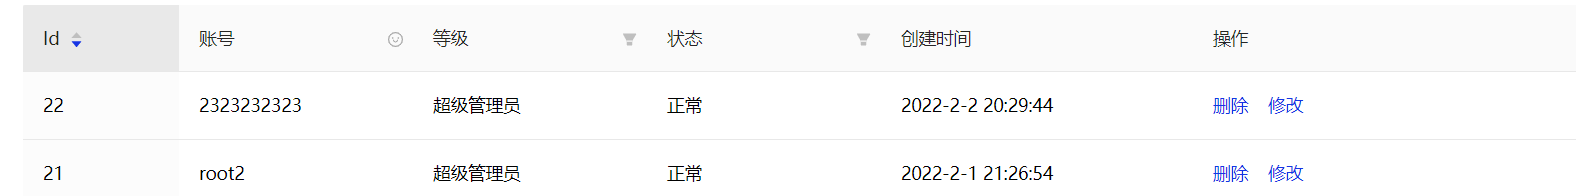 Id 账号 等级 状态 创建时间 操作
22 2323232323 超级管理员 正常 2022-2-2 20:29:44 删除 修改
21 root2 超级管理员 正常 2022-2-1 21:26:54 删除 修改